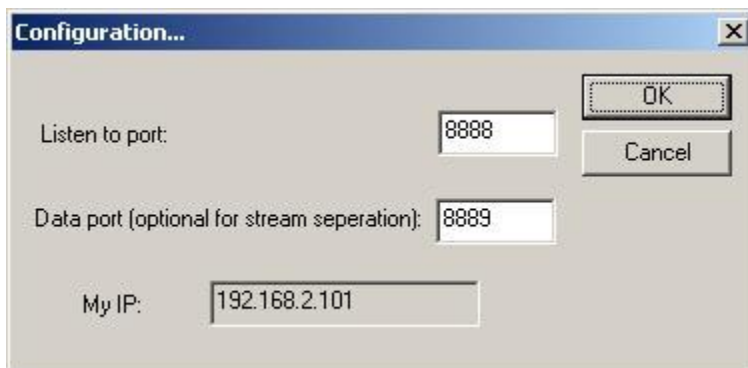 Configuration...
Listen to port: 8888
OK
Cancel
Data port (optional for stream seperation): 8889
My IP: 192.168.2.101